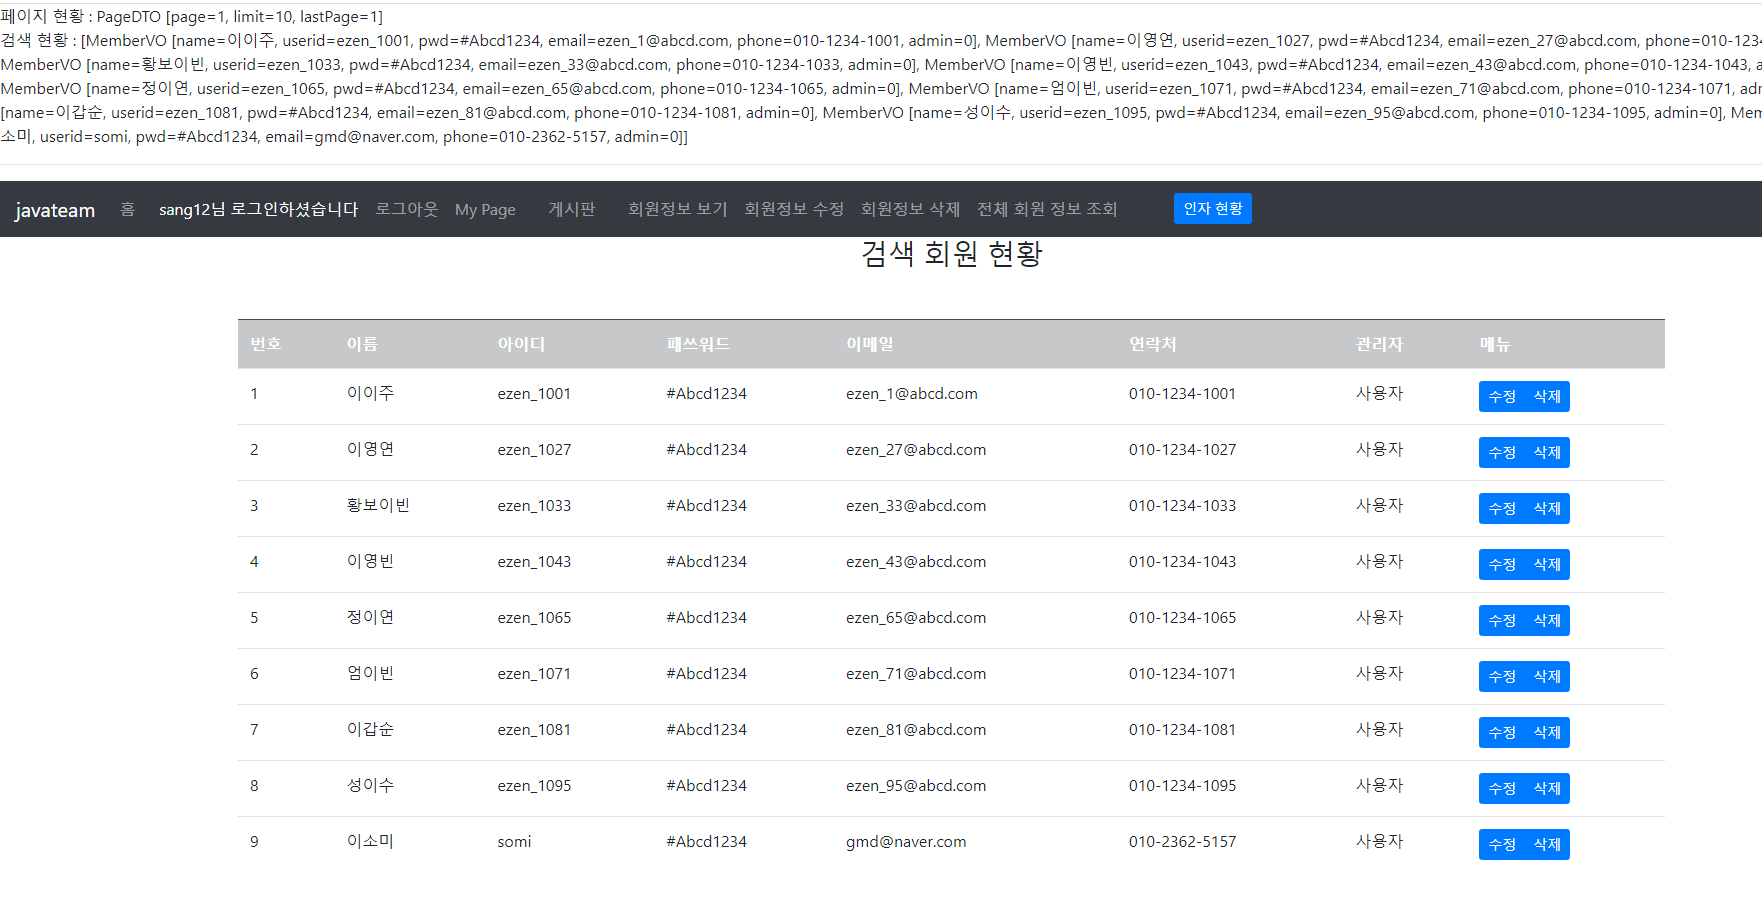 페이지 현황 : PageDTO [page=1, limit=10, lastPage=1]
검색 현황 : [MemberVO [name=이이주, userid=ezen_1001, pwd=#Abcd1234, email=ezen_1@abcd.com, phone=010-1234-1001, admin=0], MemberVO [name=이영연, userid=ezen_1027, pwd=#Abcd1234, email=ezen_27@abcd.com, phone=010-1234
MemberVO [name=황보이빈, userid=ezen_1033, pwd=#Abcd1234, email=ezen_33@abcd.com, phone=010-1234-1033, admin=0], MemberVO [name=이영빈, userid=ezen_1043, pwd=#Abcd1234, email=ezen_43@abcd.com, phone=010-1234-1043, a
MemberVO [name=정이연, userid=ezen_1065, pwd=#Abcd1234, email=ezen_65@abcd.com, phone=010-1234-1065, admin=0], MemberVO [name=엄이빈, userid=ezen_1071, pwd=#Abcd1234, email=ezen_71@abcd.com, phone=010-1234-1071, adm
[name=이갑순, userid=ezen_1081, pwd=#Abcd1234, email=ezen_81@abcd.com, phone=010-1234-1081, admin=0], MemberVO [name=성이수, userid=ezen_1095, pwd=#Abcd1234, email=ezen_95@abcd.com, phone=010-1234-1095, admin=0], Mem
소미, userid=somi, pwd=#Abcd1234, email=gmd@naver.com, phone=010-2362-5157, admin=0]]
javateam 홈 sang12님 로그인하셨습니다 로그아웃 My Page 게시판 회원정보 보기 회원정보 수정 회원정보 삭제 전체 회원 정보 조회 인자 현황
검색 회원 현황
번호 이름 아이디 패쓰워드 이메일 연락처 관리자 메뉴
1 이이주 ezen_1001 #Abcd1234 ezen_1@abcd.com 010-1234-1001 사용자 수정 삭제
2 이영연 ezen_1027 #Abcd1234 ezen_27@abcd.com 010-1234-1027 사용자 수정 삭제
3 황보이빈 ezen_1033 #Abcd1234 ezen_33@abcd.com 010-1234-1033 사용자 수정 삭제
4 이영빈 ezen_1043 #Abcd1234 ezen_43@abcd.com 010-1234-1043 사용자 수정 삭제
5 정이연 ezen_1065 #Abcd1234 ezen_65@abcd.com 010-1234-1065 사용자 수정 삭제
6 엄이빈 ezen_1071 #Abcd1234 ezen_71@abcd.com 010-1234-1071 사용자 수정 삭제
7 이갑순 ezen_1081 #Abcd1234 ezen_81@abcd.com 010-1234-1081 사용자 수정 삭제
8 성이수 ezen_1095 #Abcd1234 ezen_95@abcd.com 010-1234-1095 사용자 수정 삭제
9 이소미 somi #Abcd1234 gmd@naver.com 010-2362-5157 사용자 수정 삭제